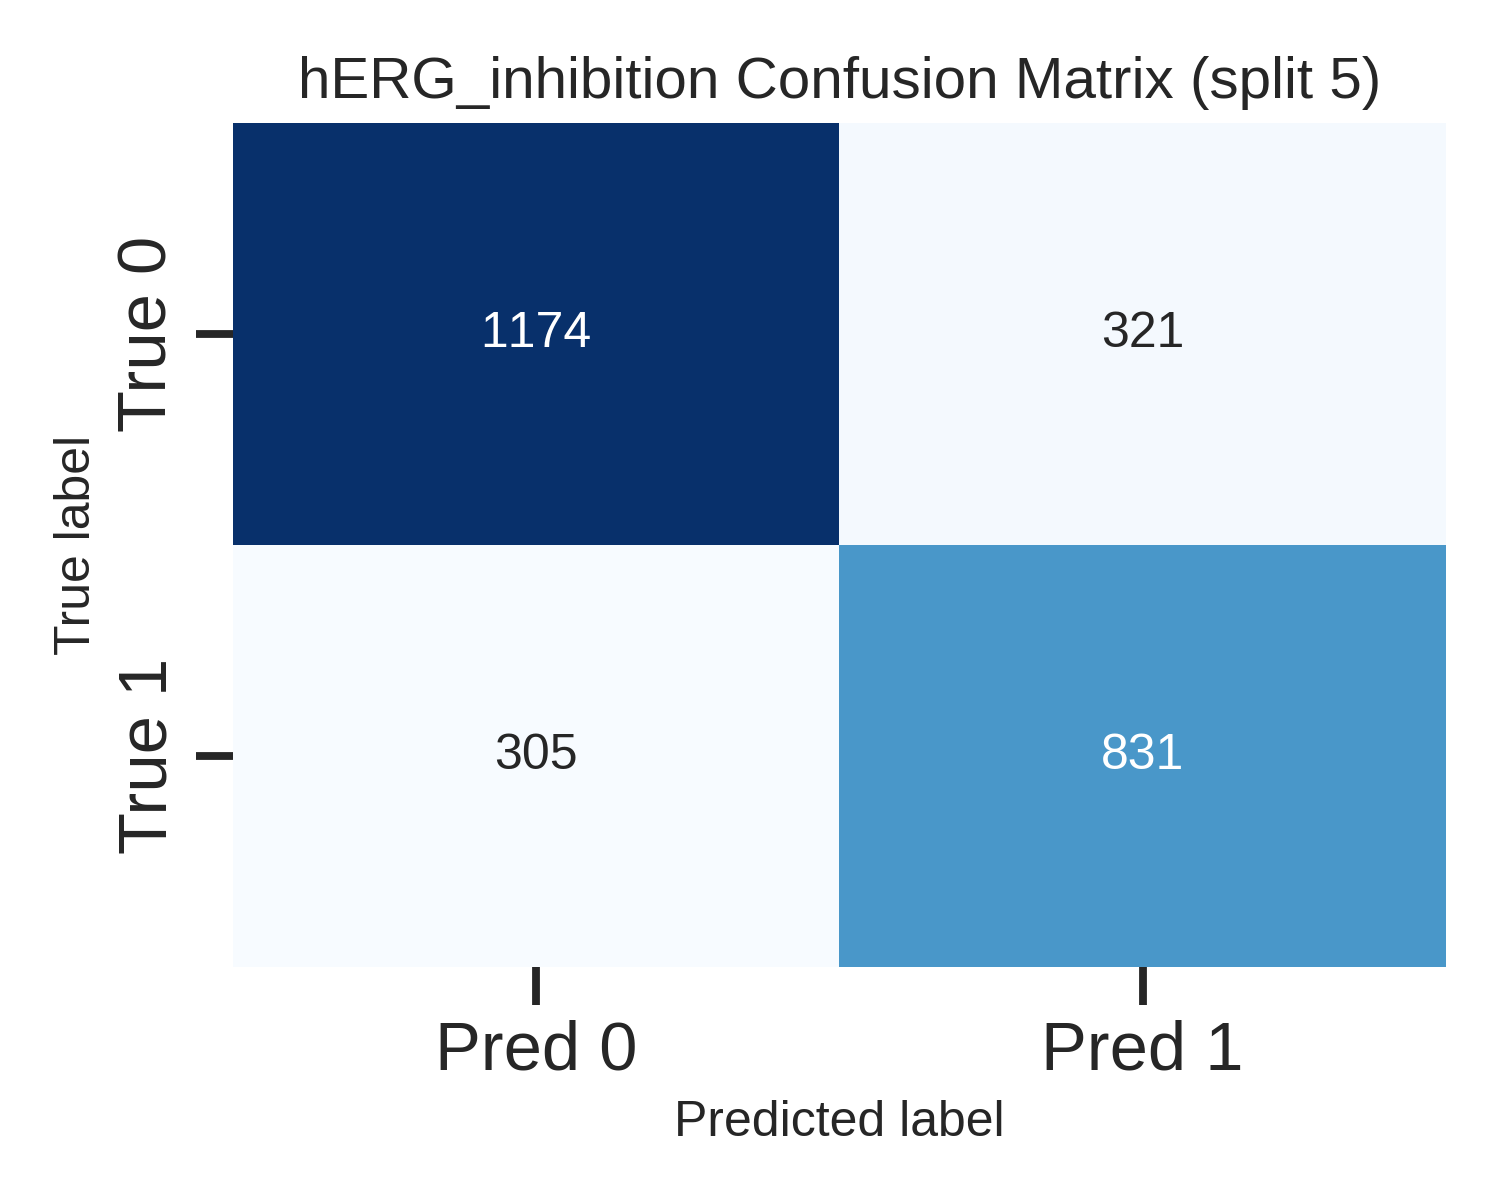 hERG_inhibition Confusion Matrix (split 5)
True label
True 0
1174
321
True 1
305
831
Pred 0
Pred 1
Predicted label